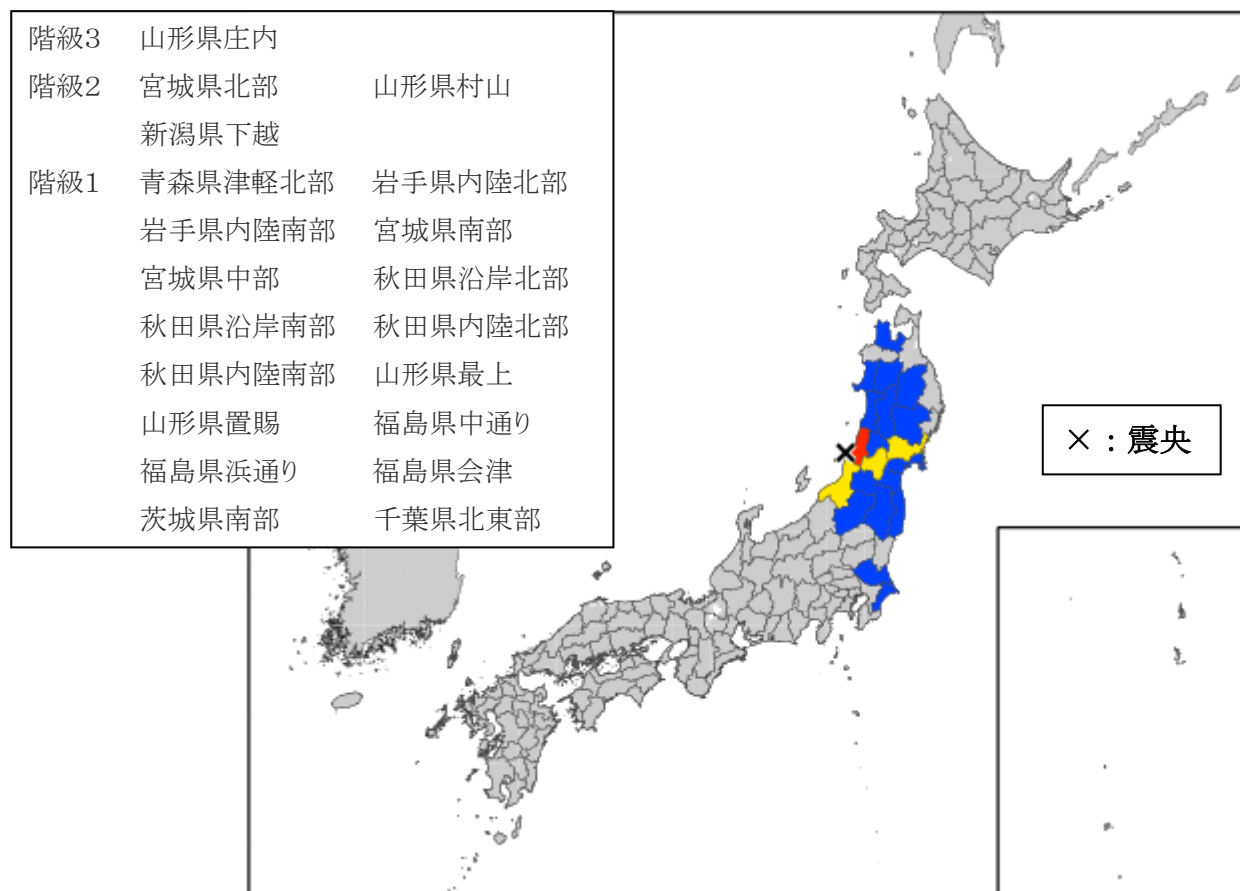 階級3 山形県庄内
階級2 宮城県北部 山形県村山
新潟県下越
階級1 青森県津軽北部 岩手県内陸北部
岩手県内陸南部 宮城県南部
宮城県中部 秋田県沿岸北部
秋田県沿岸南部 秋田県内陸北部
秋田県内陸南部 山形県最上
山形県置賜 福島県中通り
福島県浜通り 福島県会津
茨城県南部 千葉県北東部
×:震央